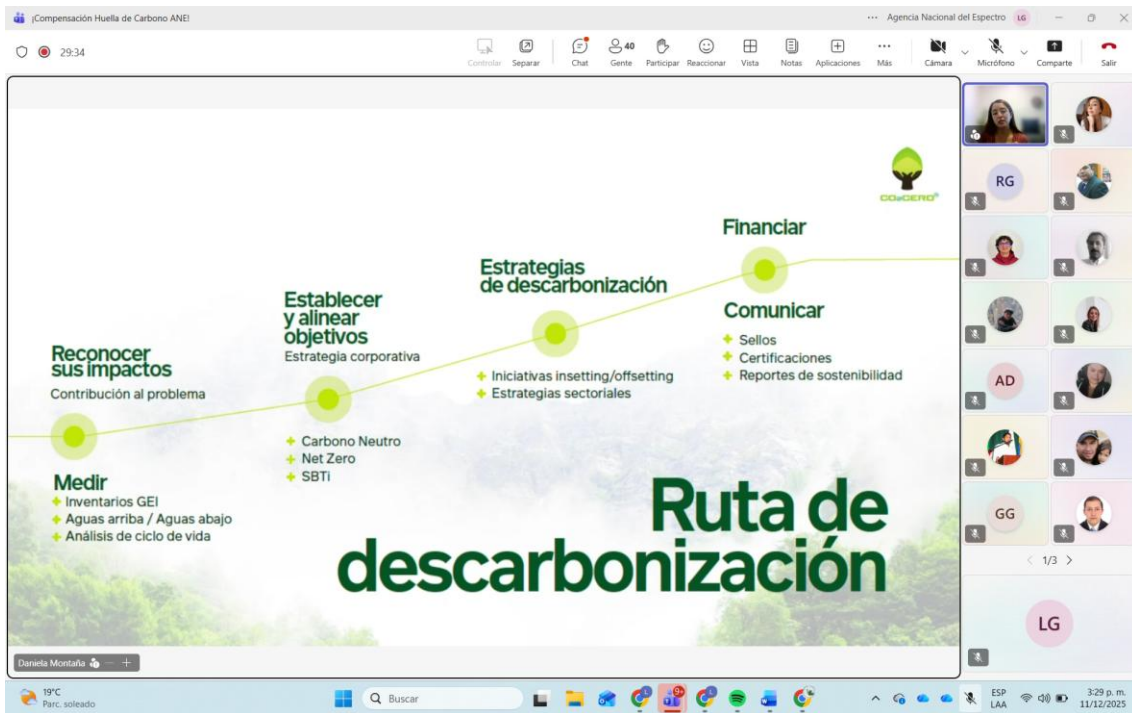 ¡Compensación Huella de Carbono ANE!
Agencia Nacional del Espectro
LG
29:34
Controlar
Separar
Chat
40
Gente
Participar
Reaccionar
Vista
Notas
Aplicaciones
Más
Cámara
Micrófono
Comparte
Salir
CO₂CERO®
Reconocer
sus impactos
Contribución al problema
Medir
+ Inventarios GEI
+ Aguas arriba / Aguas abajo
+ Análisis de ciclo de vida
Establecer
y alinear
objetivos
Estrategia corporativa
+ Carbono Neutro
+ Net Zero
+ SBTi
Estrategias
de descarbonización
+ Iniciativas insetting/offsetting
+ Estrategias sectoriales
Financiar
Comunicar
+ Sellos
+ Certificaciones
+ Reportes de sostenibilidad
Ruta de
descarbonización
Daniela Montaña
RG
AD
GG
1/3
LG
19°C
Parc. soleado
Buscar
9+
ESP
LAA
3:29 p. m.
11/12/2025